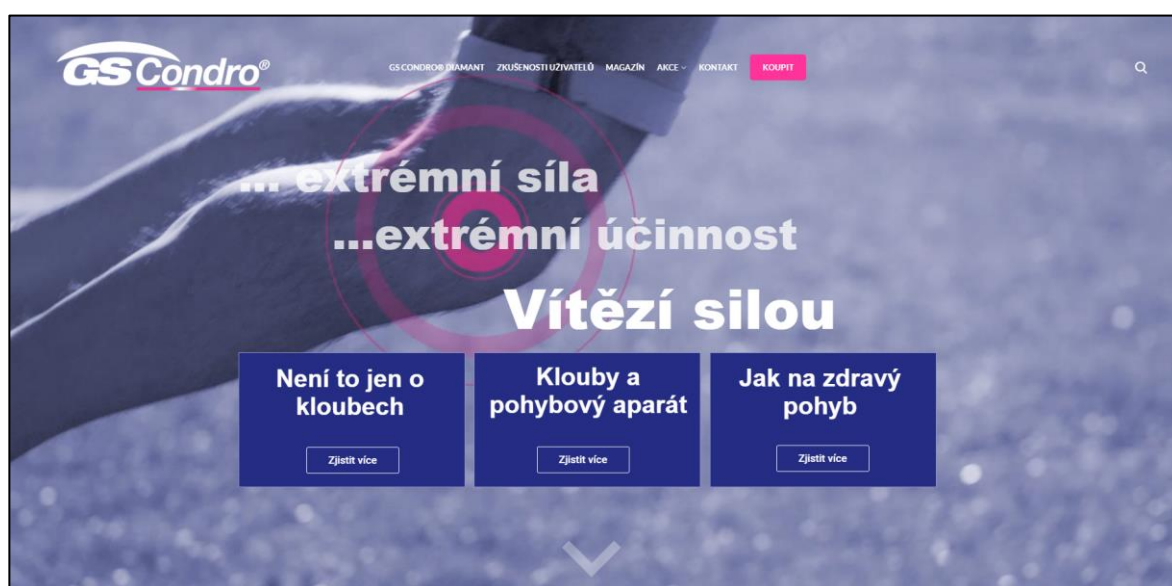 GS Condro®
GS CONDRO® DIAMANT ZKUŠENOSTI UŽIVATELŮ MAGAZÍN AKCE KONTAKT KOUPIT
... extrémní síla
...extrémní účinnost
Vítězí silou
Není to jen o
kloubech
Zjistit více
Klouby a
pohybový aparát
Zjistit více
Jak na zdravý
pohyb
Zjistit více